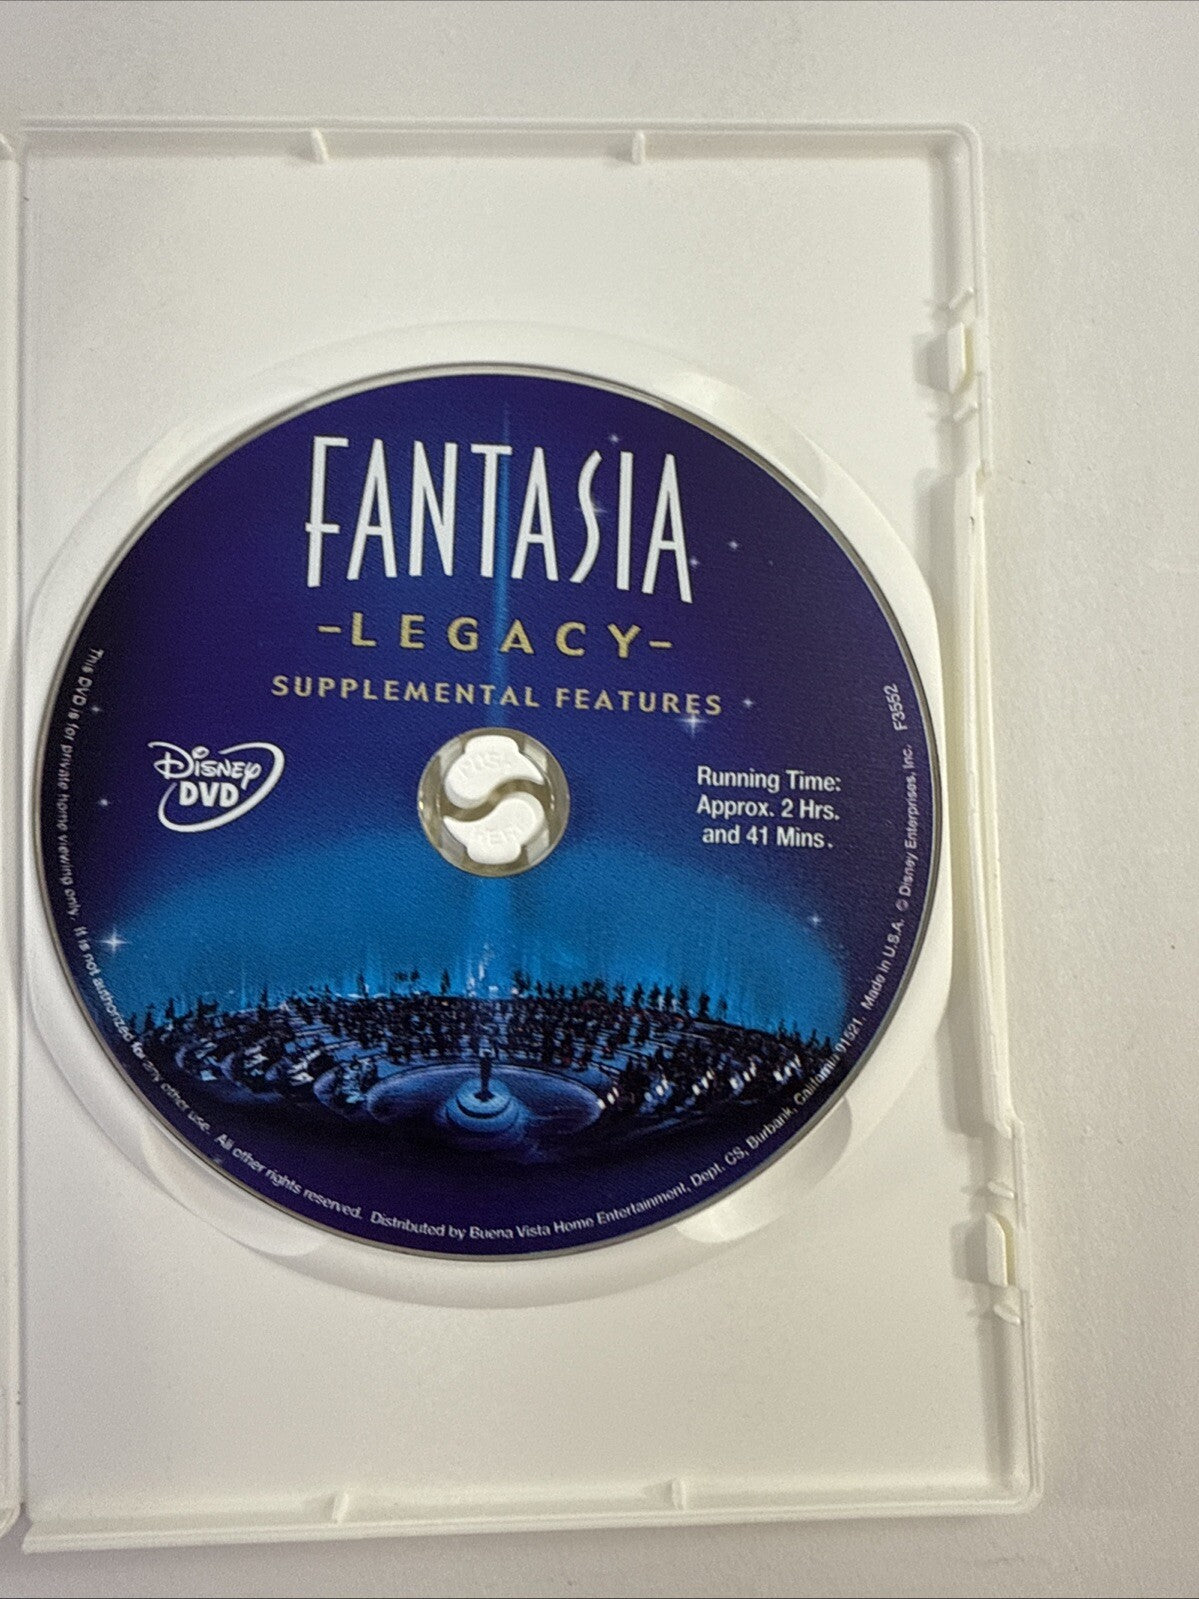 FANTASIA
-LEGACY-
SUPPLEMENTAL FEATURES
Disney
DVD
Running Time:
Approx. 2 Hrs.
and 41 Mins.
This DVD is for private home viewing only. It is not authorized for any other use. All other rights reserved. Distributed by Buena Vista Home Entertainment, Dept. CS, Burbank, California 91521. Made in U.S.A. © Disney Enterprises, Inc. F3552